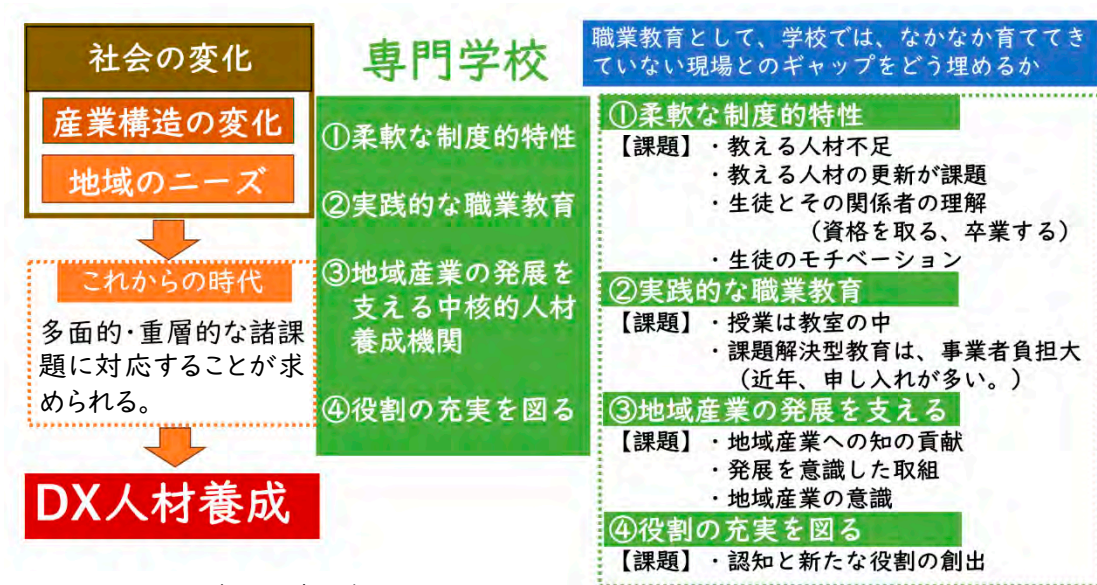 社会の変化
産業構造の変化
地域のニーズ
これからの時代
多面的・重層的な諸課
題に対応することが求
められる。
DX人材養成
専門学校
①柔軟な制度的特性
②実践的な職業教育
③地域産業の発展を
支える中核的人材
養成機関
④役割の充実を図る
職業教育として、学校では、なかなか育ててき
ていない現場とのギャップをどう埋めるか
①柔軟な制度的特性
【課題】・教える人材不足
・教える人材の更新が課題
・生徒とその関係者の理解
（資格を取る、卒業する）
・生徒のモチベーション
②実践的な職業教育
【課題】・授業は教室の中
・課題解決型教育は、事業者負担大
（近年、申し入れが多い。）
③地域産業の発展を支える
【課題】・地域産業への知の貢献
・発展を意識した取組
・地域産業の意識
④役割の充実を図る
【課題】・認知と新たな役割の創出